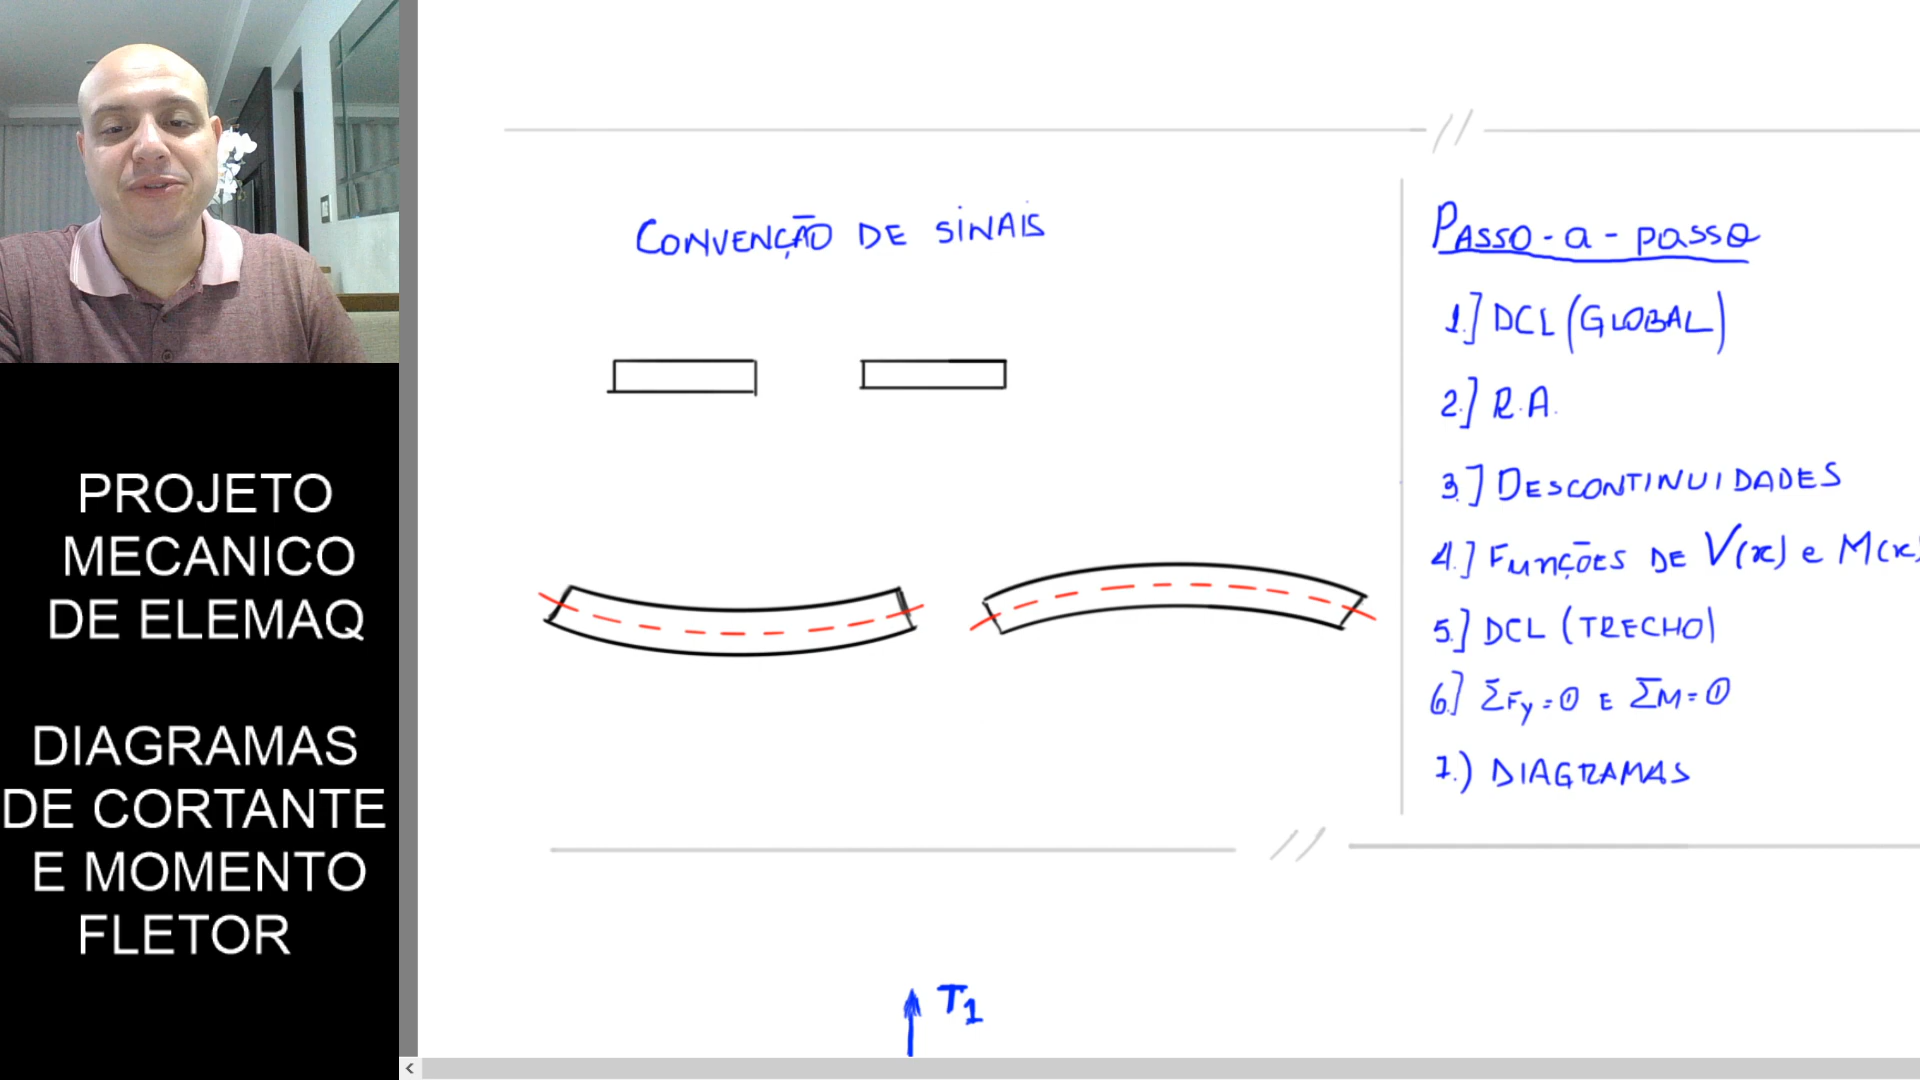 PROJETO
MECANICO
DE ELEMAQ
DIAGRAMAS
DE CORTANTE
E MOMENTO
FLETOR
CONVENÇÃO DE SINAIS
PASSO-a-passo
1.] DCL (GLOBAL)
2.] R.A.
3.] DESCONTINUIDADES
4.] FUNÇÕES DE V(x) e M(x)
5.] DCL (TRECHO)
6.] ΣFy=0 E ΣM=0
7.) DIAGRAMAS
T1